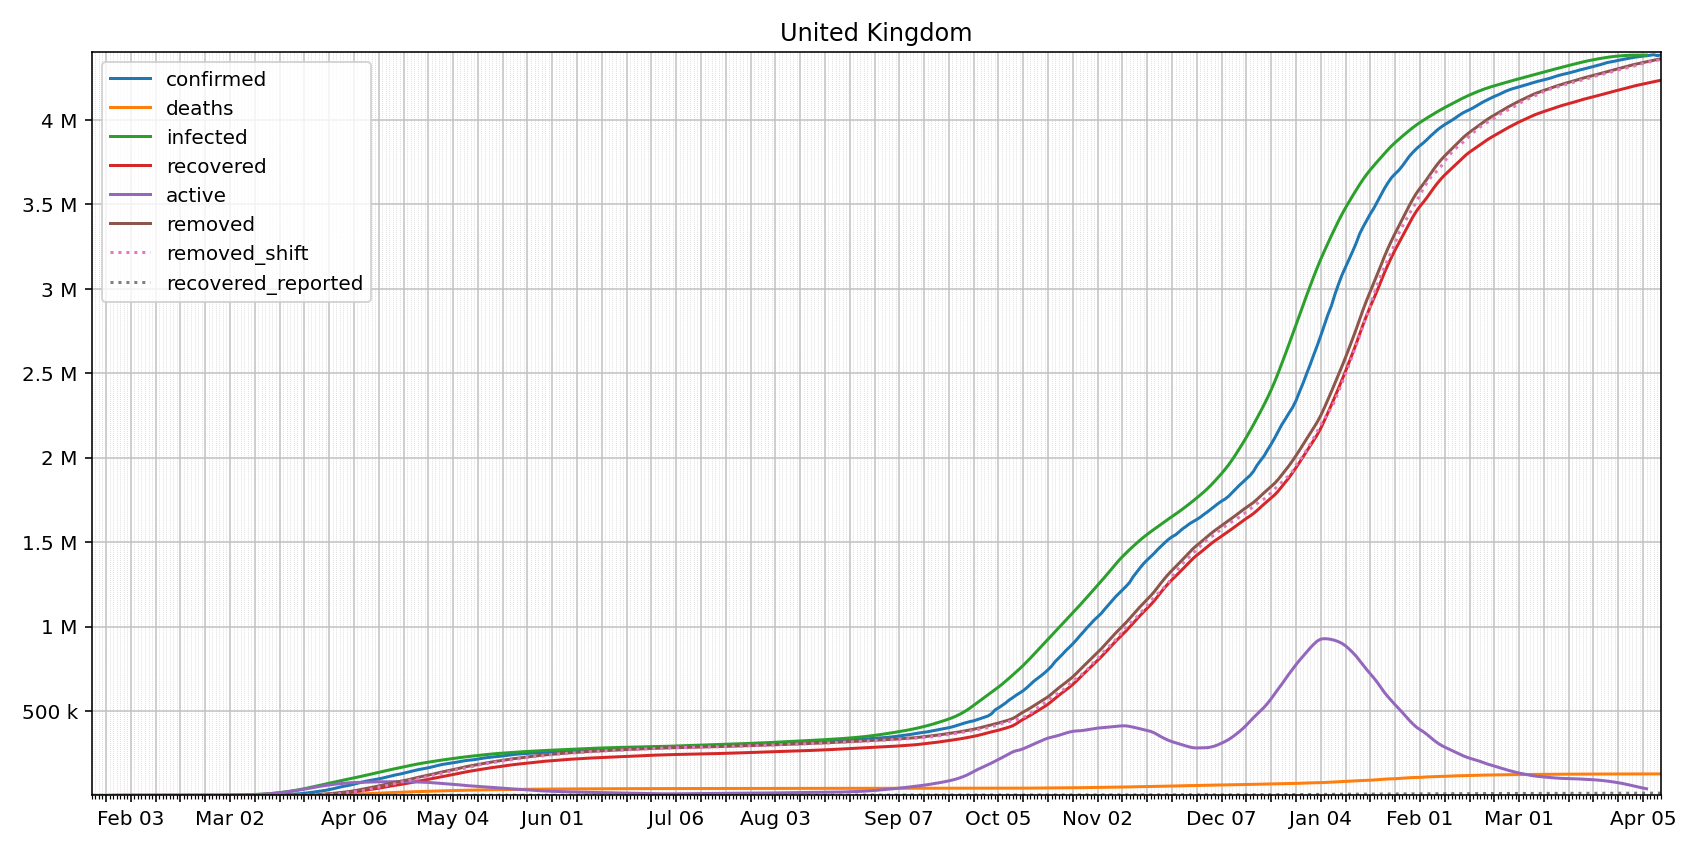 United Kingdom
confirmed
deaths
infected
recovered
active
removed
removed_shift
recovered_reported
4 M
3.5 M
3 M
2.5 M
2 M
1.5 M
1 M
500 k
Feb 03 Mar 02 Apr 06 May 04 Jun 01 Jul 06 Aug 03 Sep 07 Oct 05 Nov 02 Dec 07 Jan 04 Feb 01 Mar 01 Apr 05